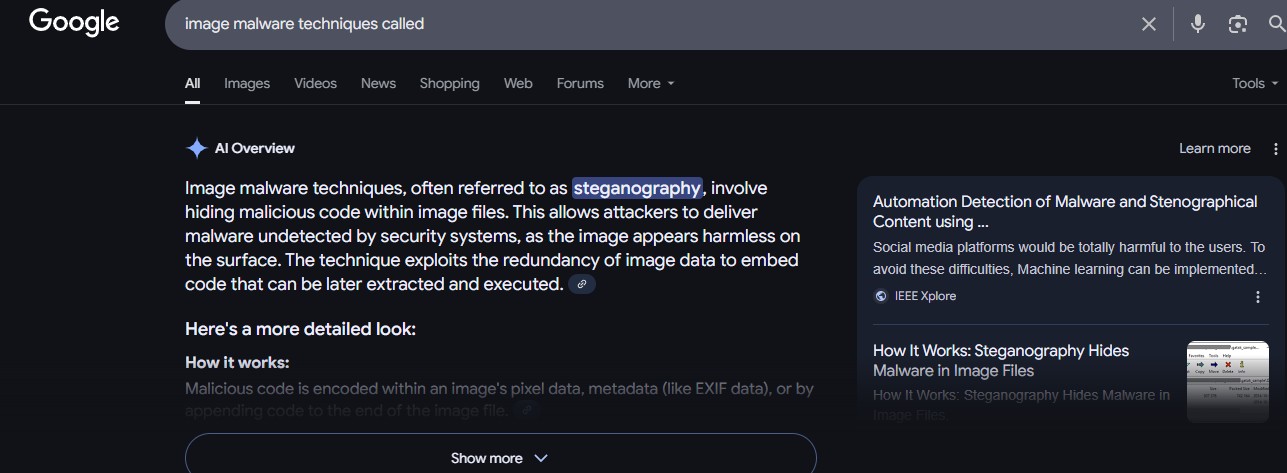 Google
image malware techniques called
All Images Videos News Shopping Web Forums More Tools
AI Overview
Learn more
Image malware techniques, often referred to as steganography, involve
hiding malicious code within image files. This allows attackers to deliver
malware undetected by security systems, as the image appears harmless on
the surface. The technique exploits the redundancy of image data to embed
code that can be later extracted and executed.
Here's a more detailed look:
How it works:
Malicious code is encoded within an image's pixel data, metadata (like EXIF data), or by
appending code to the end of the image file.
Show more
Automation Detection of Malware and Stenographical
Content using ...
Social media platforms would be totally harmful to the users. To
avoid these difficulties, Machine learning can be implemented...
IEEE Xplore
How It Works: Steganography Hides
Malware in Image Files
How It Works: Steganography Hides Malware in
Image Files.